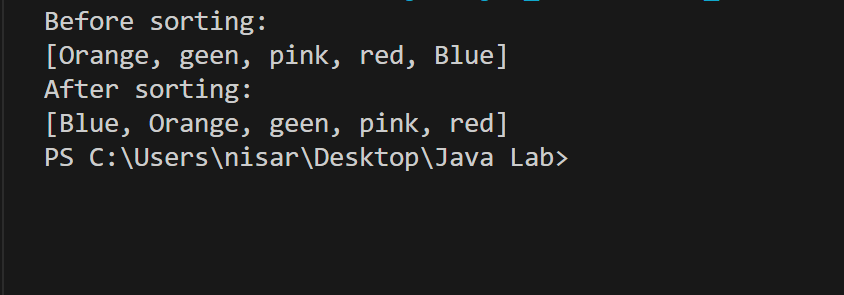 Before sorting:
[Orange, geen, pink, red, Blue]
After sorting:
[Blue, Orange, geen, pink, red]
PS C:\Users\nisar\Desktop\Java Lab>